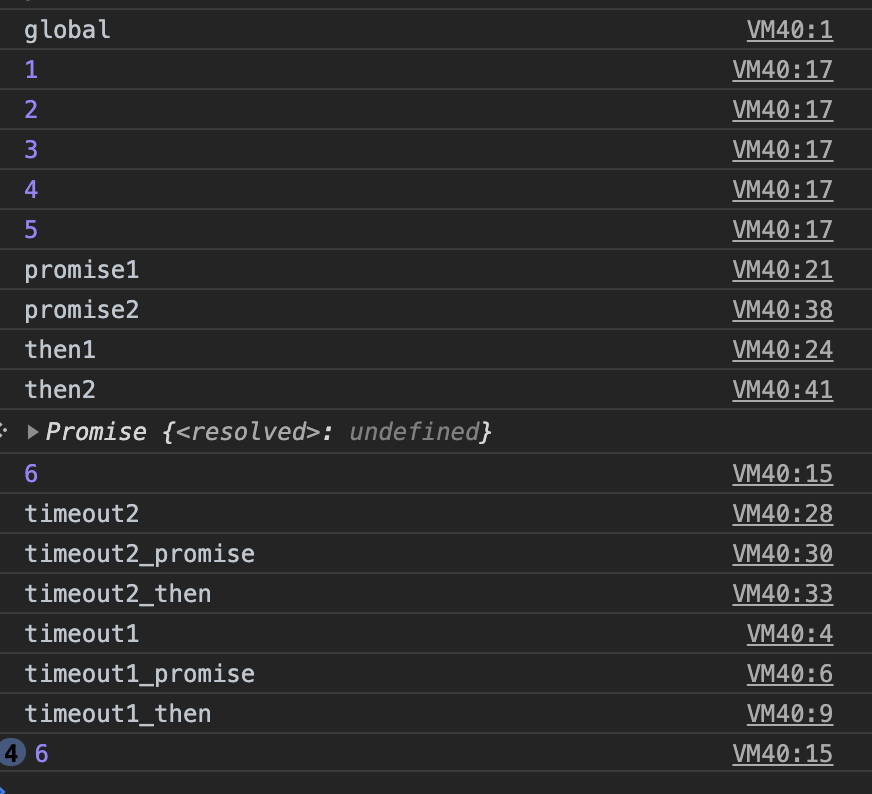 global VM40:1
1 VM40:17
2 VM40:17
3 VM40:17
4 VM40:17
5 VM40:17
promise1 VM40:21
promise2 VM40:38
then1 VM40:24
then2 VM40:41
Promise {<resolved>: undefined}
6 VM40:15
timeout2 VM40:28
timeout2_promise VM40:30
timeout2_then VM40:33
timeout1 VM40:4
timeout1_promise VM40:6
timeout1_then VM40:9
4 6 VM40:15